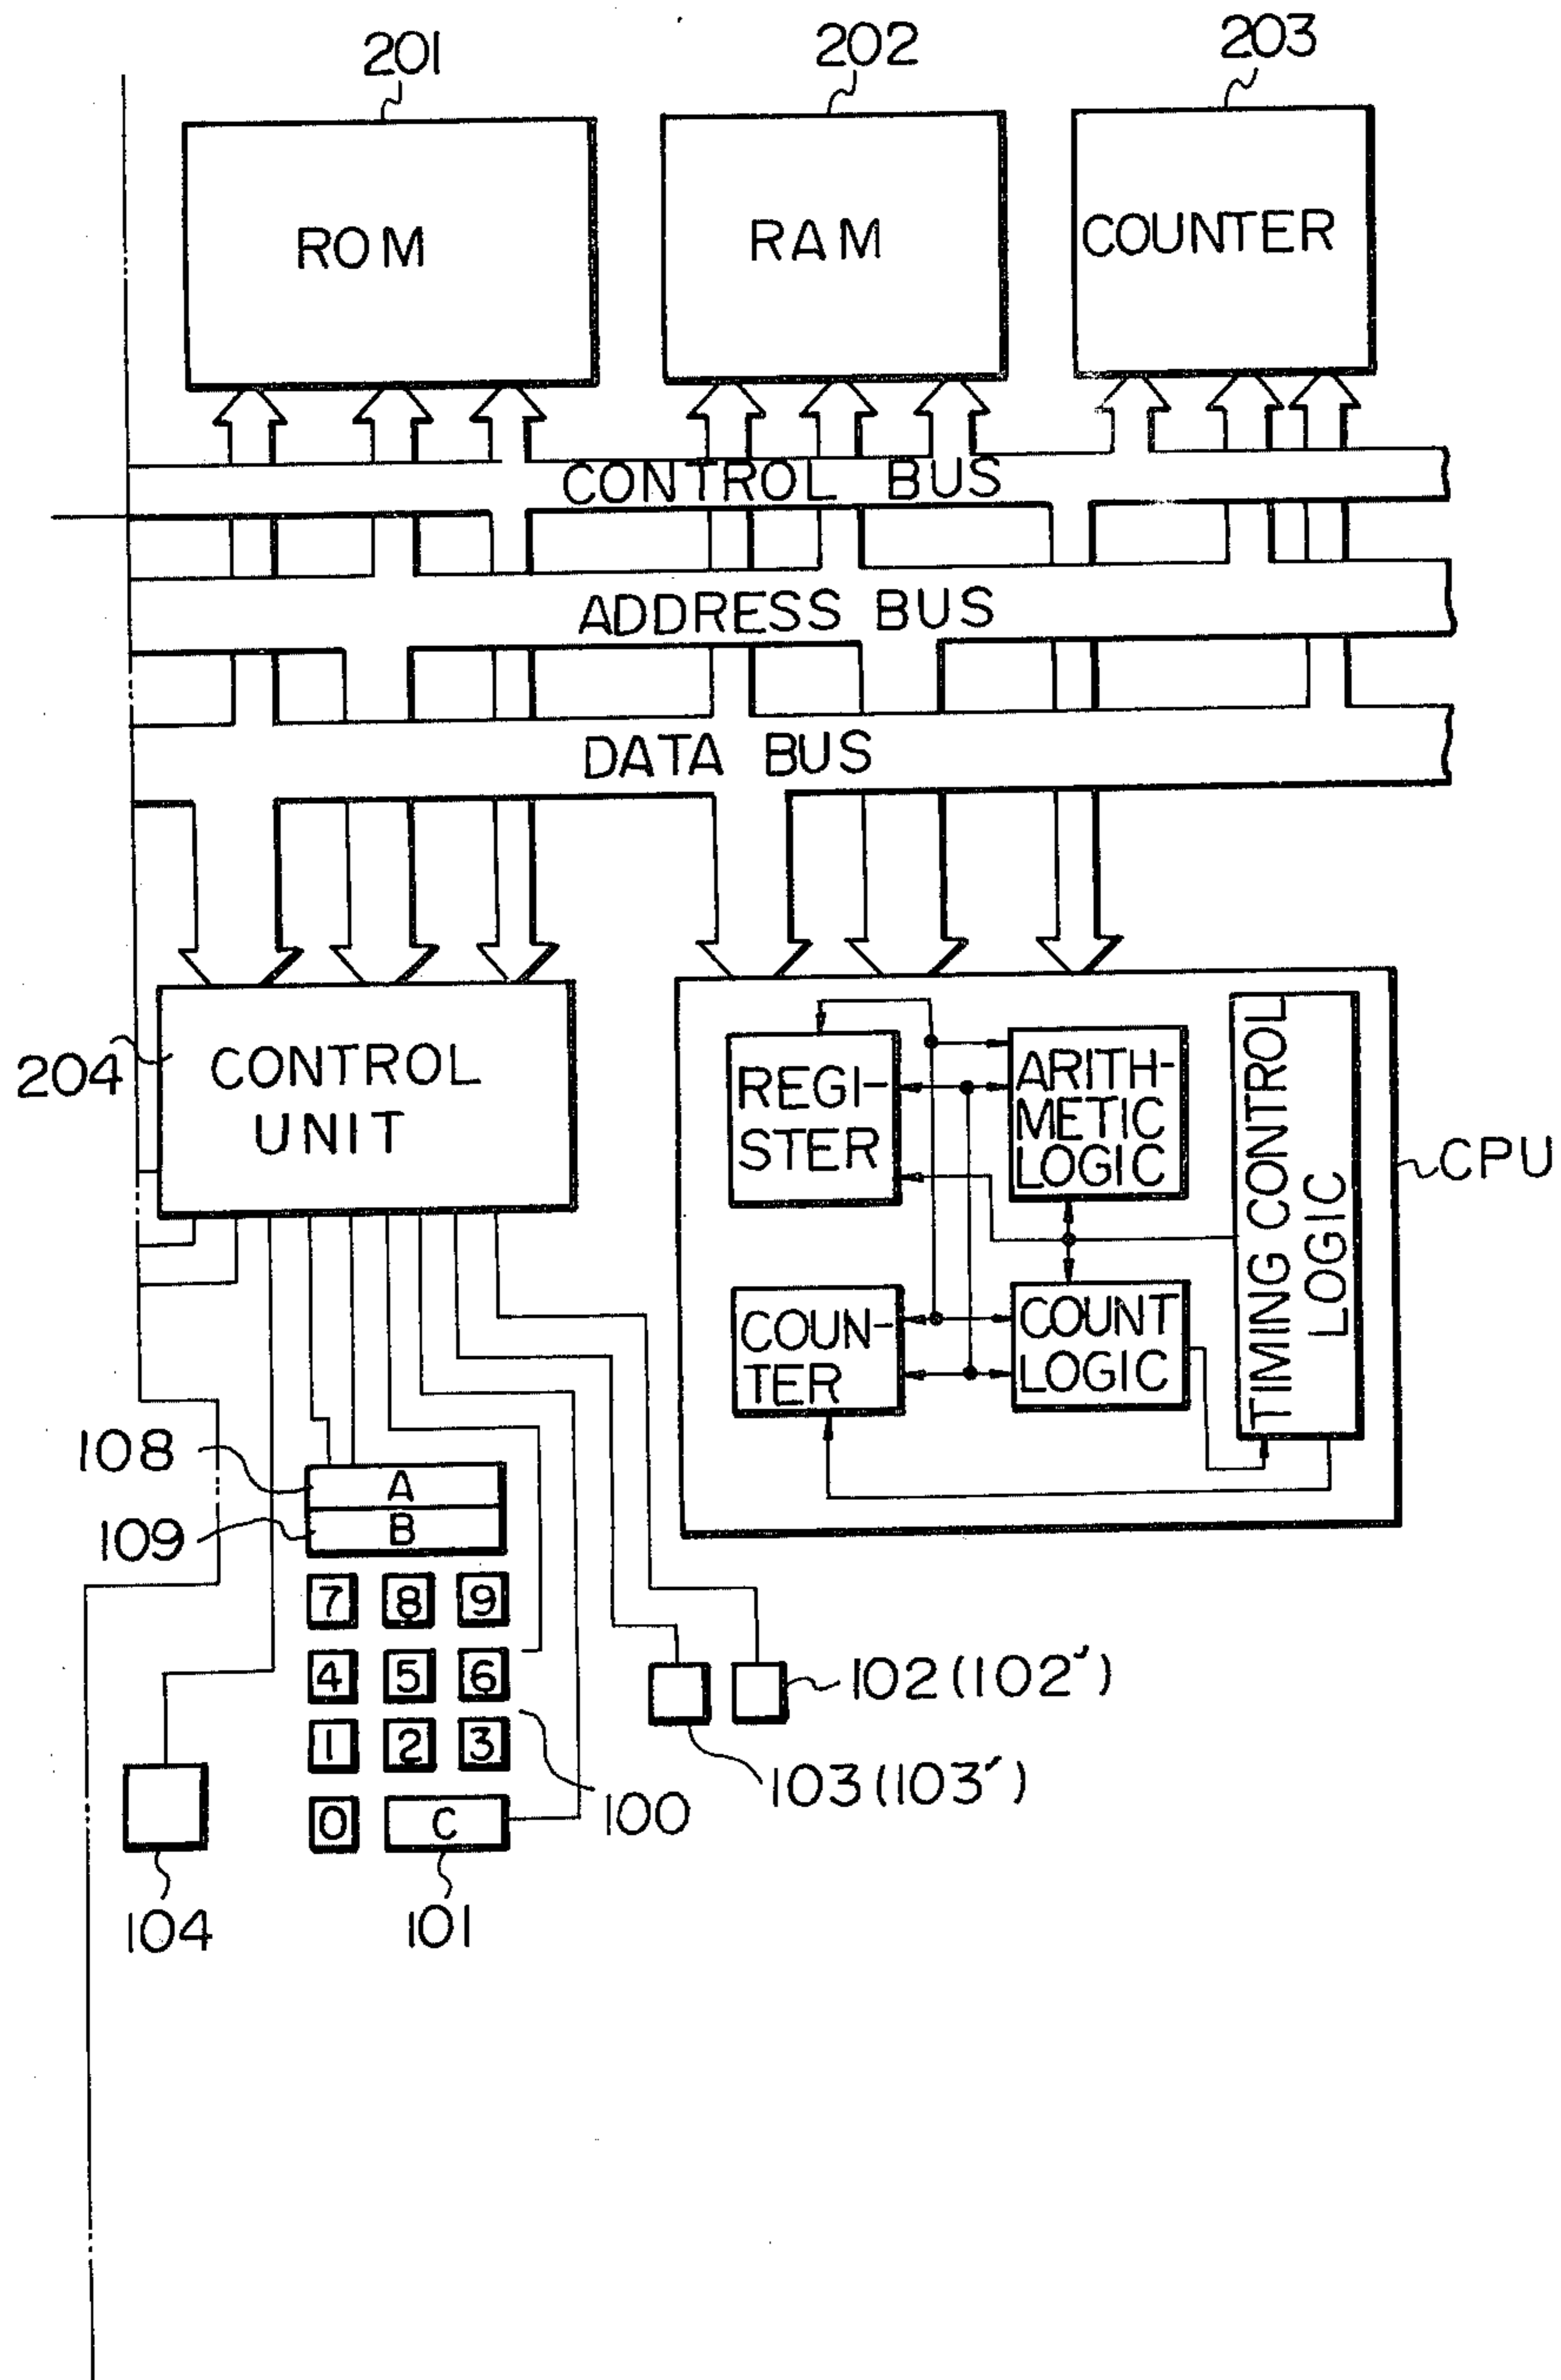 201
202
203
ROM
RAM
COUNTER
CONTROL BUS
ADDRESS BUS
DATA BUS
204
CONTROL
UNIT
REGI-
STER
ARITH-
METIC
LOGIC
TIMING CONTROL
LOGIC
CPU
COUN-
TER
COUNT
LOGIC
108
A
109
B
7 8 9
4 5 6
1 2 3
0 C
102 (102')
103 (103')
100
104
101